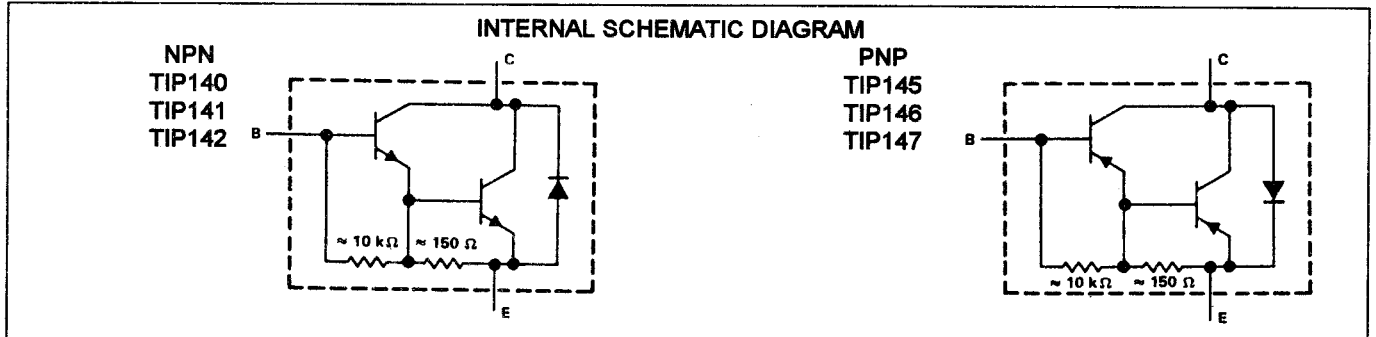 INTERNAL SCHEMATIC DIAGRAM
NPN
TIP140
TIP141
TIP142
B
C
≈ 10 kΩ
≈ 150 Ω
E
PNP
TIP145
TIP146
TIP147
B
C
≈ 10 kΩ
≈ 150 Ω
E